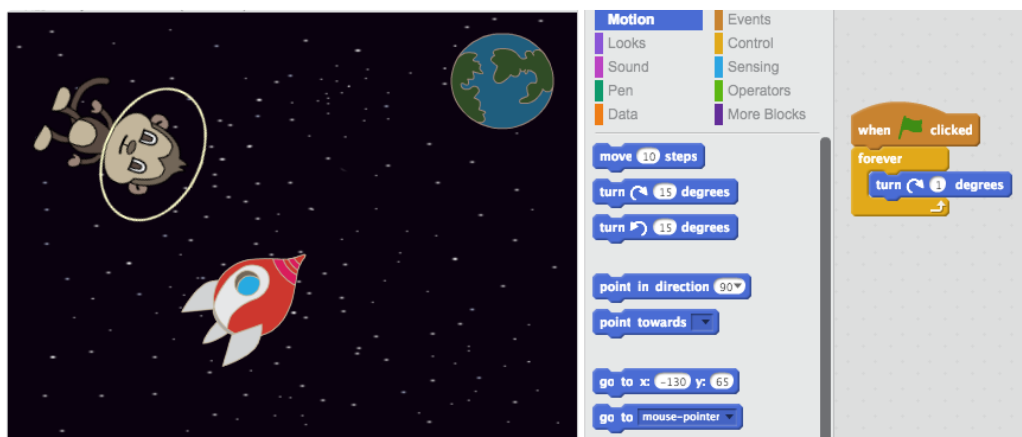 Motion
Events
Looks
Control
Sound
Sensing
Pen
Operators
Data
More Blocks
move 10 steps
turn 15 degrees
turn 15 degrees
point in direction 90
point towards
go to x: -130 y: 65
go to mouse-pointer
when clicked
forever
turn 1 degrees